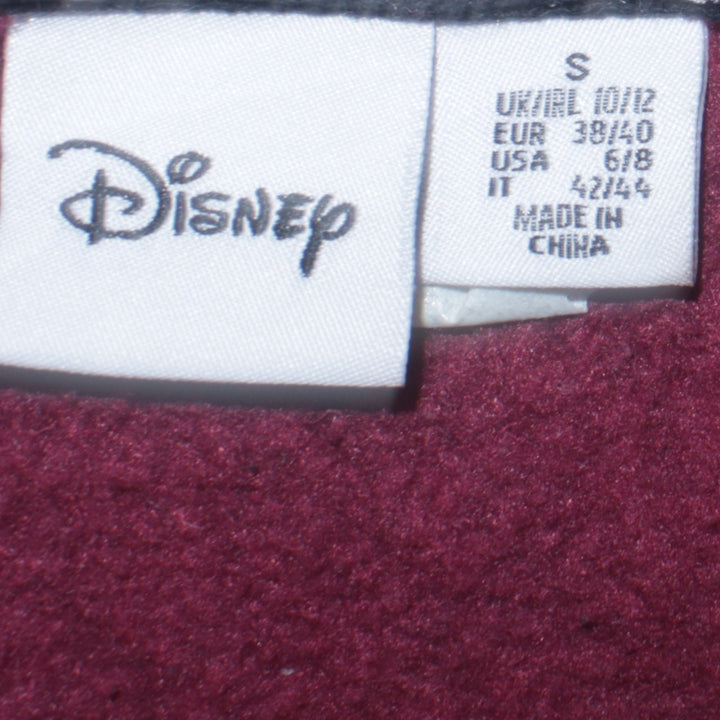 Disney
S
UK/IRL 10/12
EUR 38/40
USA 6/8
IT 42/44
MADE IN
CHINA